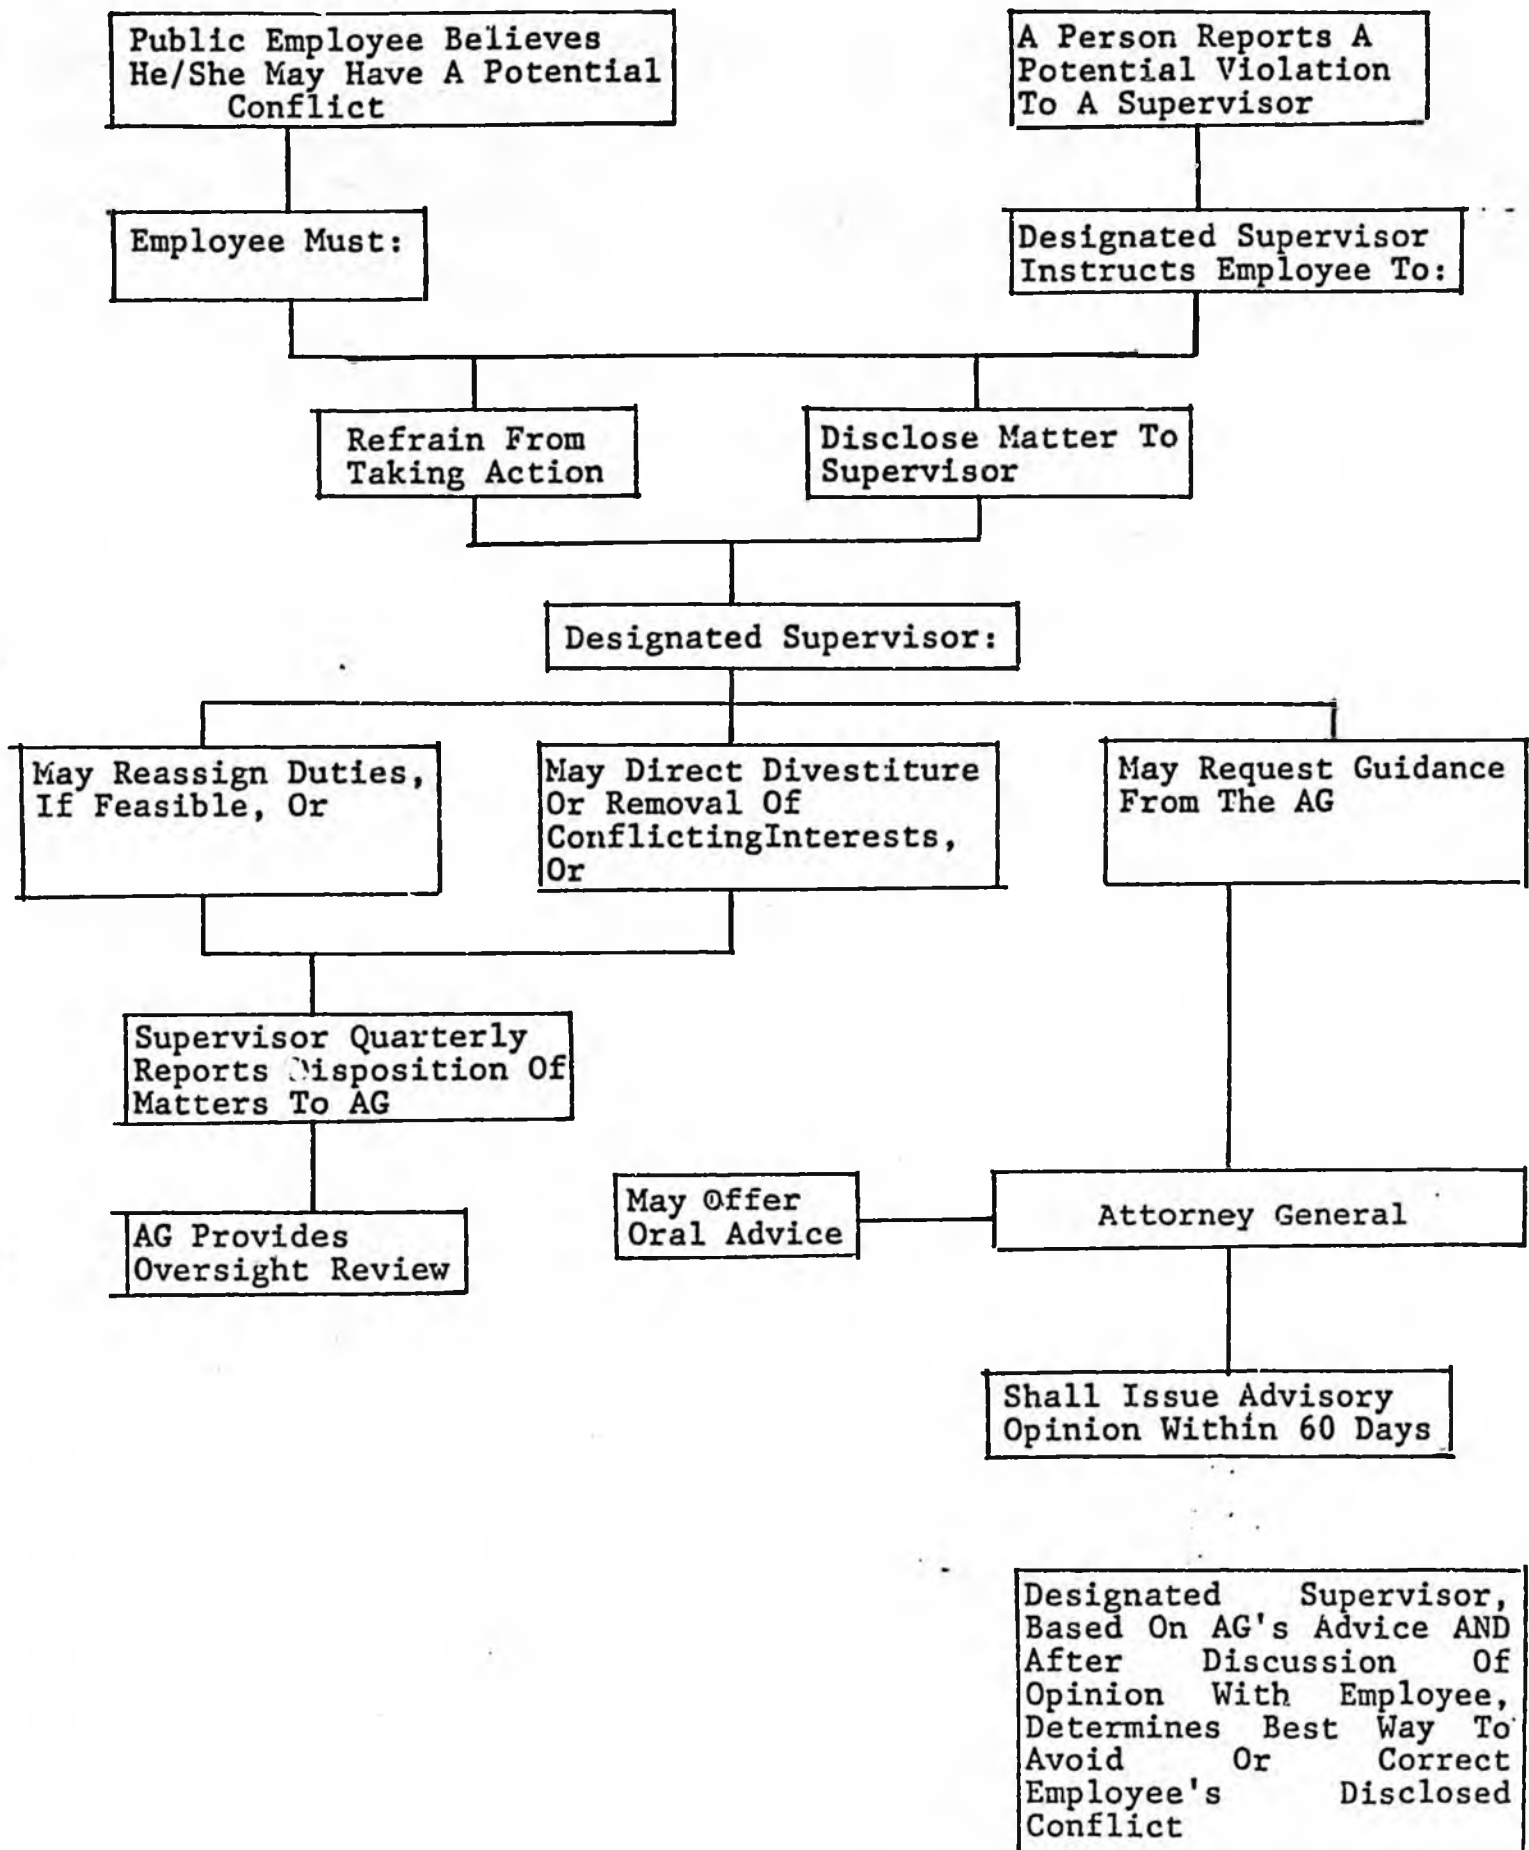 Public Employee Believes
He/She May Have A Potential
Conflict
A Person Reports A
Potential Violation
To A Supervisor
Employee Must:
Designated Supervisor
Instructs Employee To:
Refrain From
Taking Action
Disclose Matter To
Supervisor
Designated Supervisor:
May Reassign Duties,
If Feasible, Or
May Direct Divestiture
Or Removal Of
ConflictingInterests,
Or
May Request Guidance
From The AG
Supervisor Quarterly
Reports Disposition Of
Matters To AG
AG Provides
Oversight Review
May Offer
Oral Advice
Attorney General
Shall Issue Advisory
Opinion Within 60 Days
Designated Supervisor,
Based On AG's Advice AND
After Discussion Of
Opinion With Employee,
Determines Best Way To
Avoid Or Correct
Employee's Disclosed
Conflict